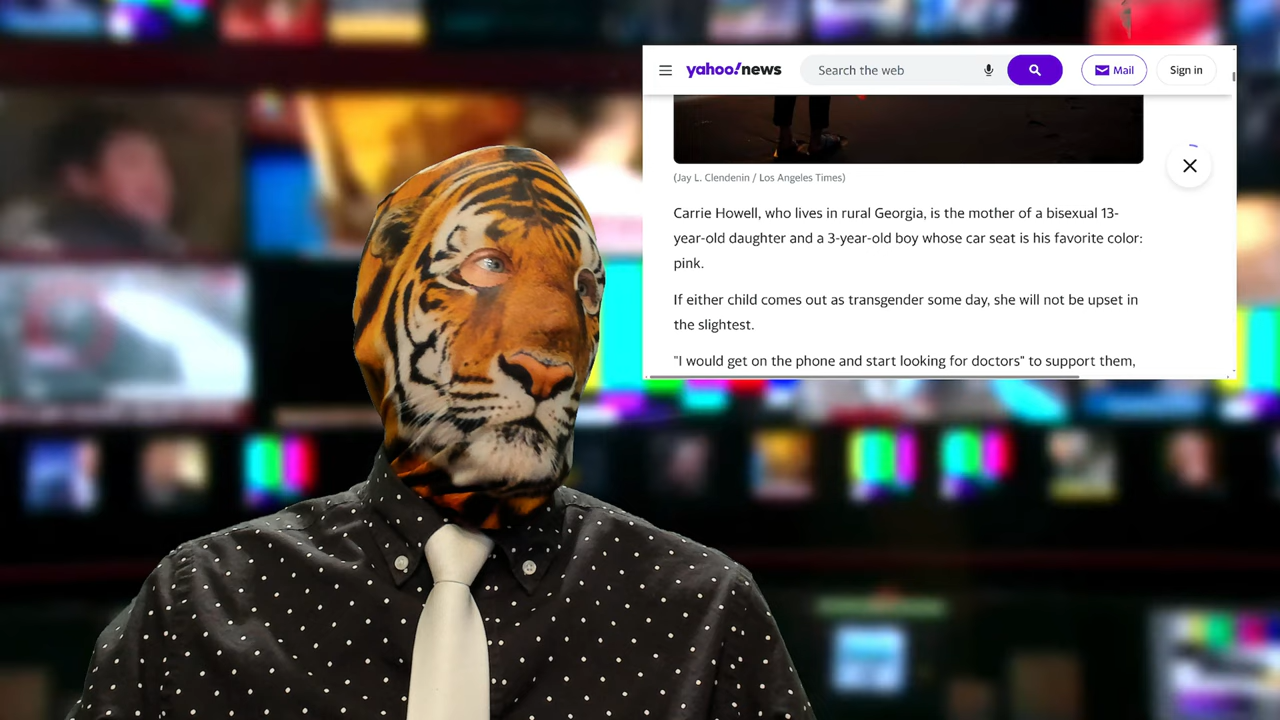 yahoo!news
Search the web
Mail
Sign in
(Jay L. Clendenin / Los Angeles Times)
Carrie Howell, who lives in rural Georgia, is the mother of a bisexual 13-
year-old daughter and a 3-year-old boy whose car seat is his favorite color:
pink.
If either child comes out as transgender some day, she will not be upset in
the slightest.
"I would get on the phone and start looking for doctors" to support them,